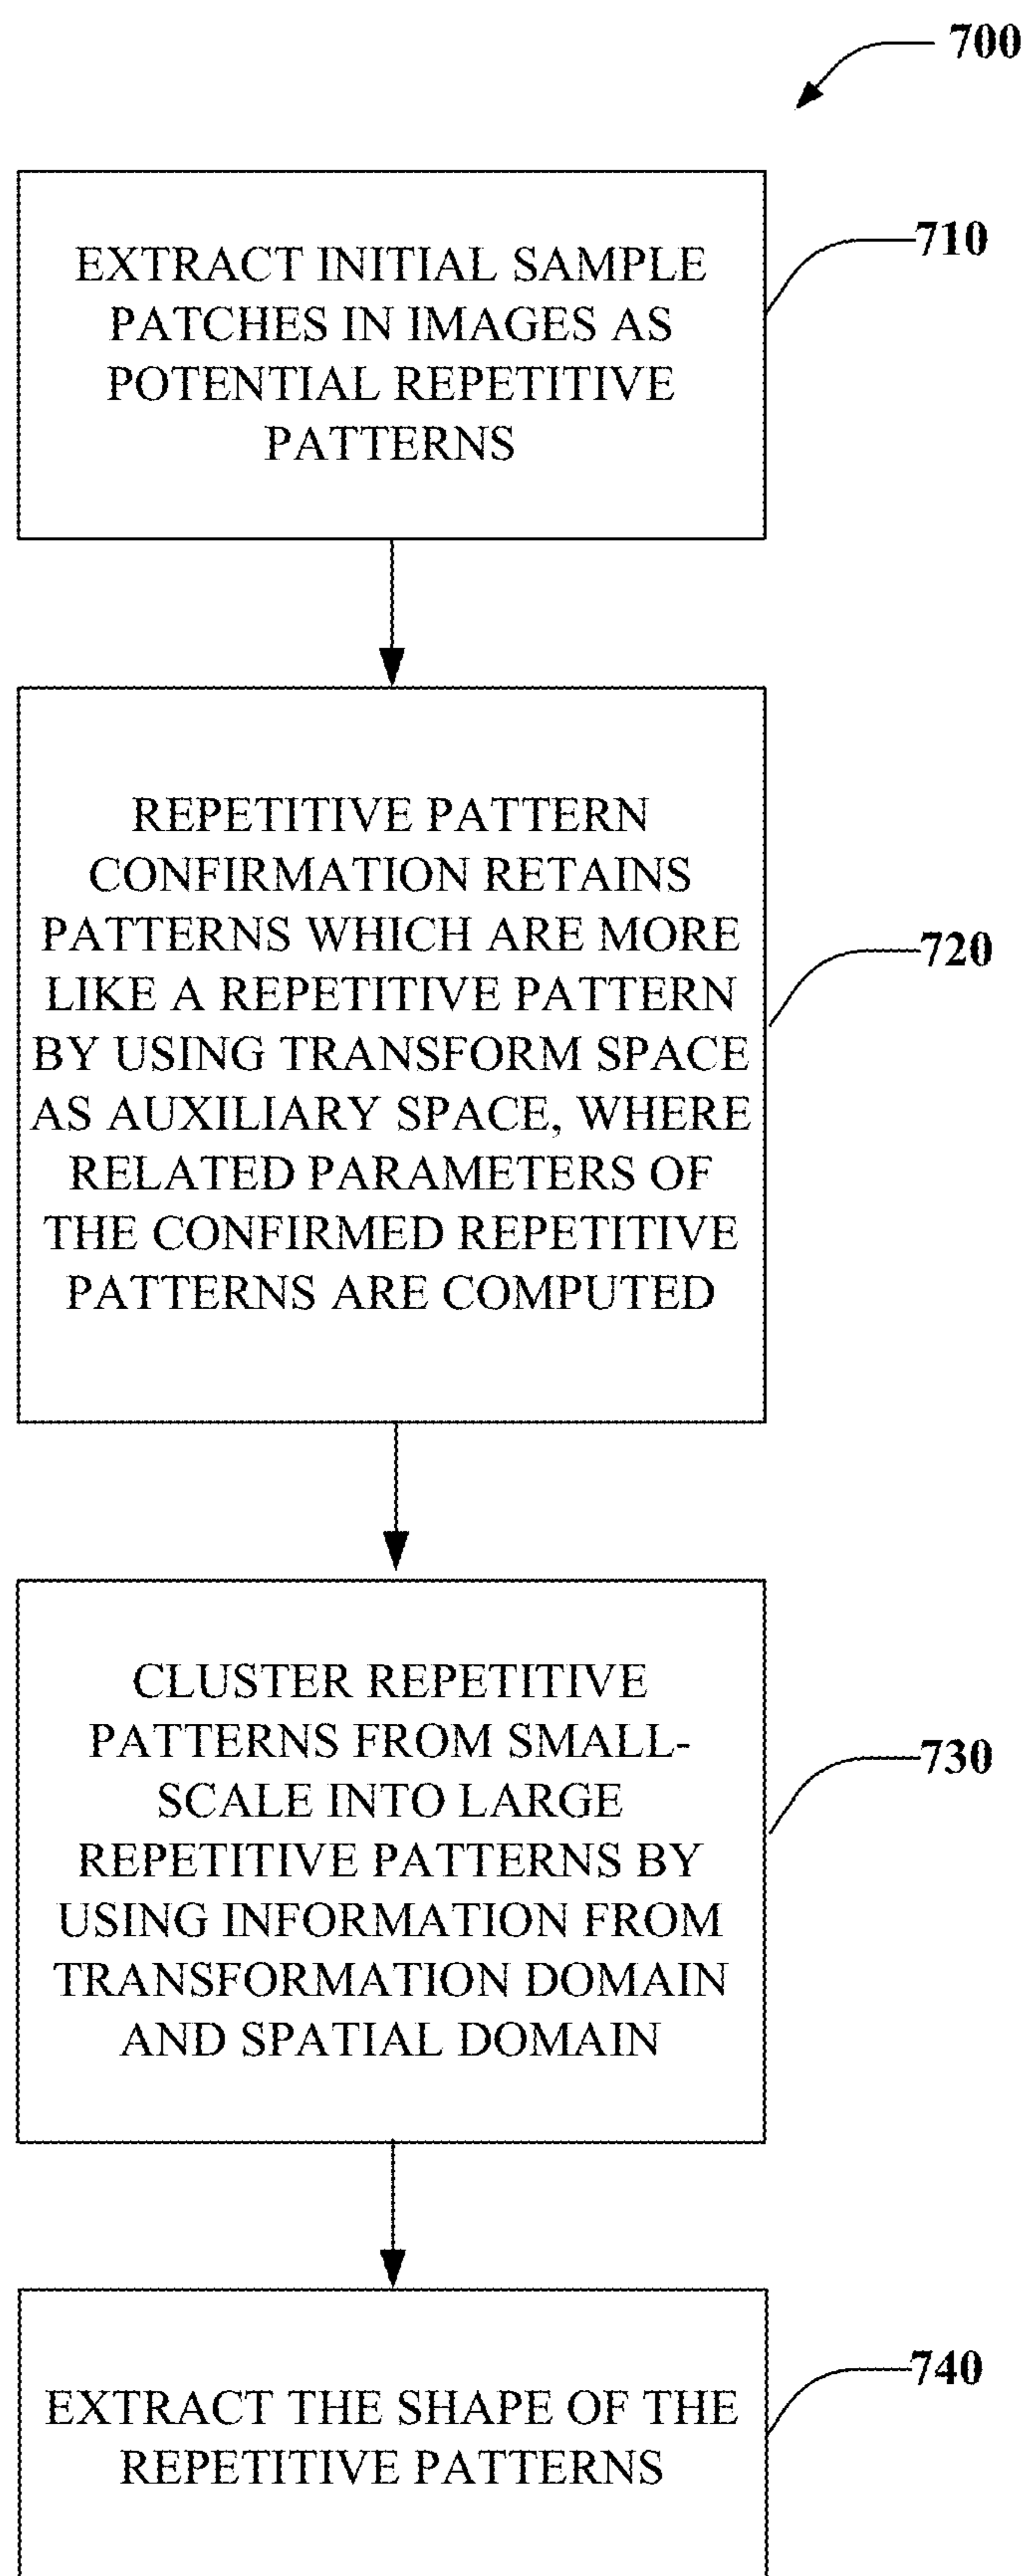 700
EXTRACT INITIAL SAMPLE
PATCHES IN IMAGES AS
POTENTIAL REPETITIVE
PATTERNS
710
REPETITIVE PATTERN
CONFIRMATION RETAINS
PATTERNS WHICH ARE MORE
LIKE A REPETITIVE PATTERN
BY USING TRANSFORM SPACE
AS AUXILIARY SPACE, WHERE
RELATED PARAMETERS OF
THE CONFIRMED REPETITIVE
PATTERNS ARE COMPUTED
720
CLUSTER REPETITIVE
PATTERNS FROM SMALL-
SCALE INTO LARGE
REPETITIVE PATTERNS BY
USING INFORMATION FROM
TRANSFORMATION DOMAIN
AND SPATIAL DOMAIN
730
EXTRACT THE SHAPE OF THE
REPETITIVE PATTERNS
740